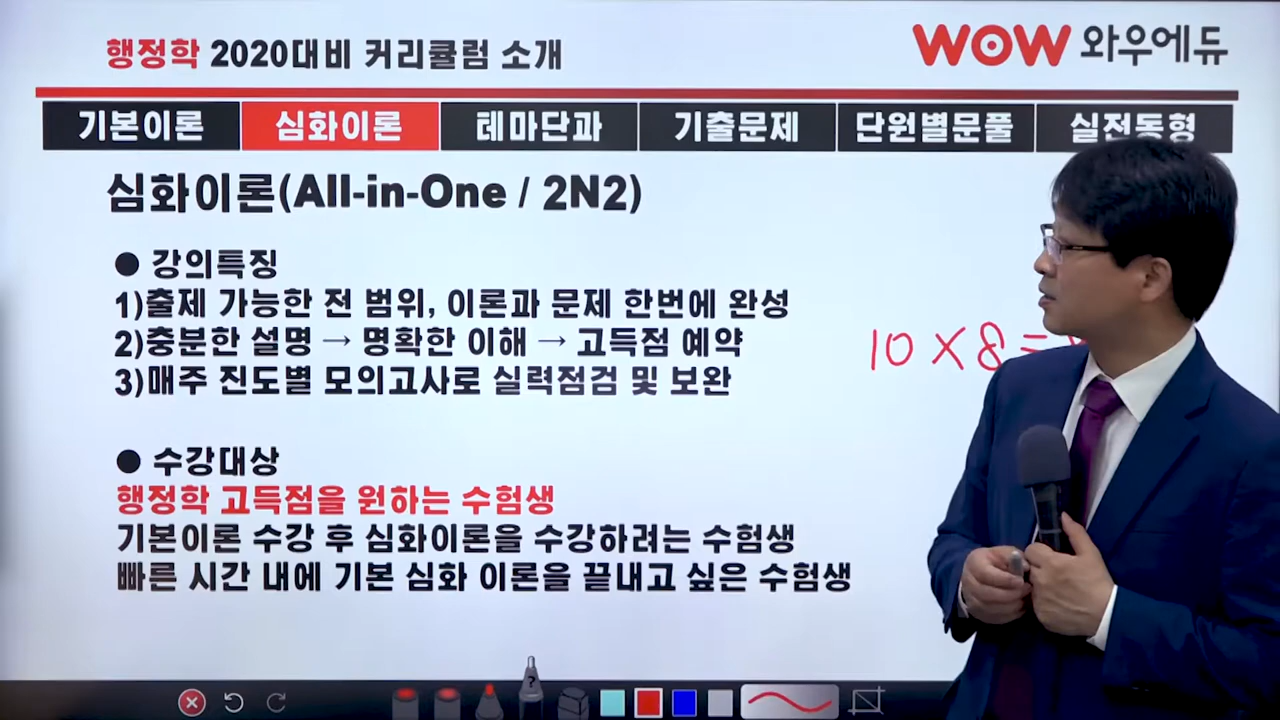 행정학 2020대비 커리큘럼 소개
WOW 와우에듀
기본이론 심화이론 테마단과 기출문제 단원별문풀 실전동형
심화이론(All-in-One / 2N2)
● 강의특징
1)출제 가능한 전 범위, 이론과 문제 한번에 완성
2)충분한 설명 → 명확한 이해 → 고득점 예약
3)매주 진도별 모의고사로 실력점검 및 보완
10 X 8 =
● 수강대상
행정학 고득점을 원하는 수험생
기본이론 수강 후 심화이론을 수강하려는 수험생
빠른 시간 내에 기본 심화 이론을 끝내고 싶은 수험생
?